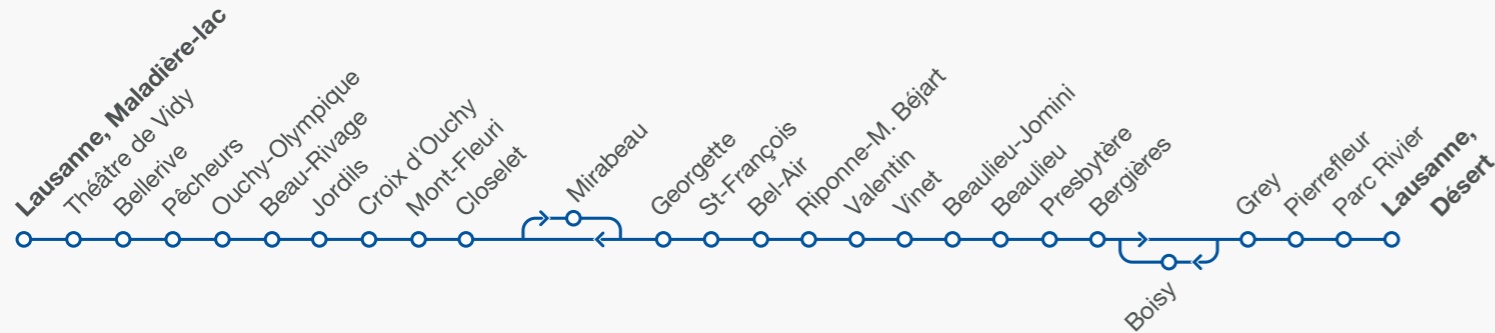 Lausanne, Maladière-lac
Théâtre de Vidy
Bellerive
Pêcheurs
Ouchy-Olympique
Beau-Rivage
Jordils
Croix d'Ouchy
Mont-Fleuri
Closelet
Mirabeau
Georgette
St-François
Bel-Air
Riponne-M. Béjart
Valentin
Vinet
Beaulieu-Jomini
Beaulieu
Presbytère
Bergières
Boisy
Grey
Pierrefleur
Parc Rivier
Lausanne,
Désert